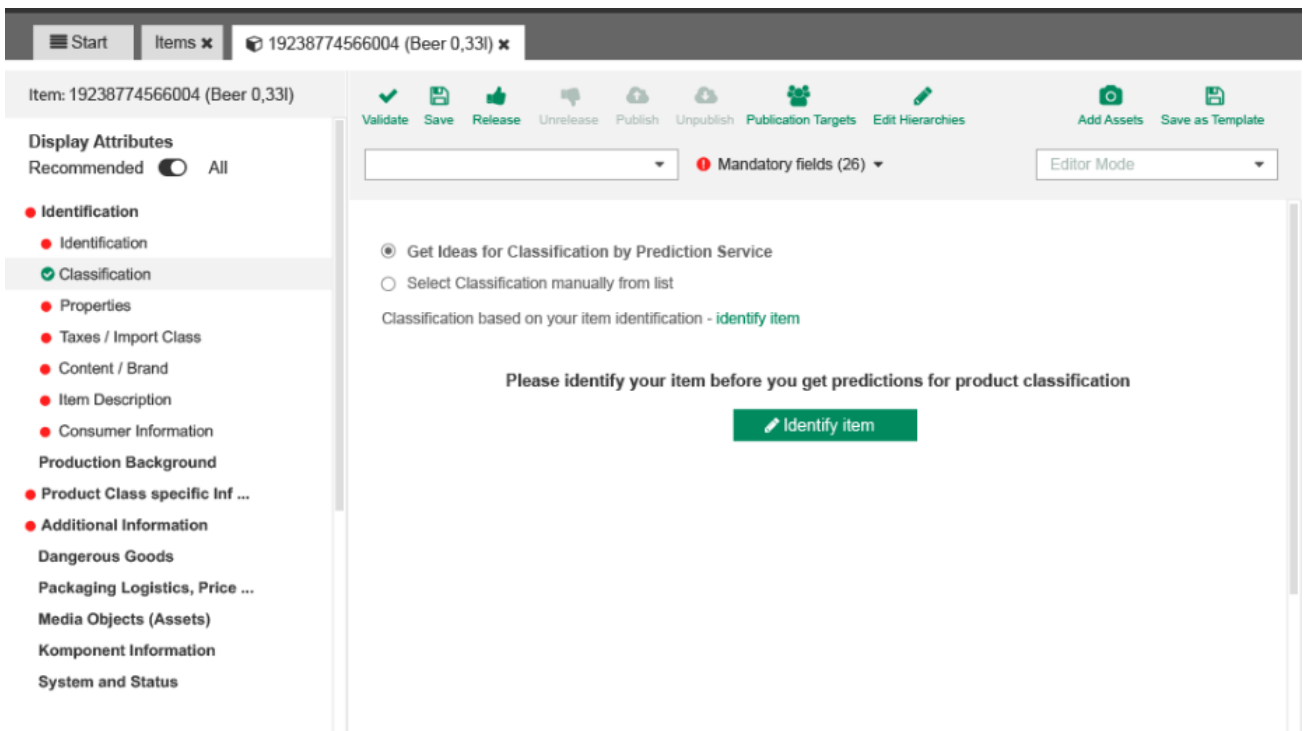 Start
Items
19238774566004 (Beer 0,33l)
Item: 19238774566004 (Beer 0,33l)
Validate
Save
Release
Unrelease
Publish
Unpublish
Publication Targets
Edit Hierarchies
Add Assets
Save as Template
Display Attributes
Recommended
All
Mandatory fields (26)
Editor Mode
Identification
Identification
Classification
Properties
Taxes / Import Class
Content / Brand
Item Description
Consumer Information
Production Background
Product Class specific Inf ...
Additional Information
Dangerous Goods
Packaging Logistics, Price ...
Media Objects (Assets)
Komponent Information
System and Status
Get Ideas for Classification by Prediction Service
Select Classification manually from list
Classification based on your item identification - identify item
Please identify your item before you get predictions for product classification
Identify item